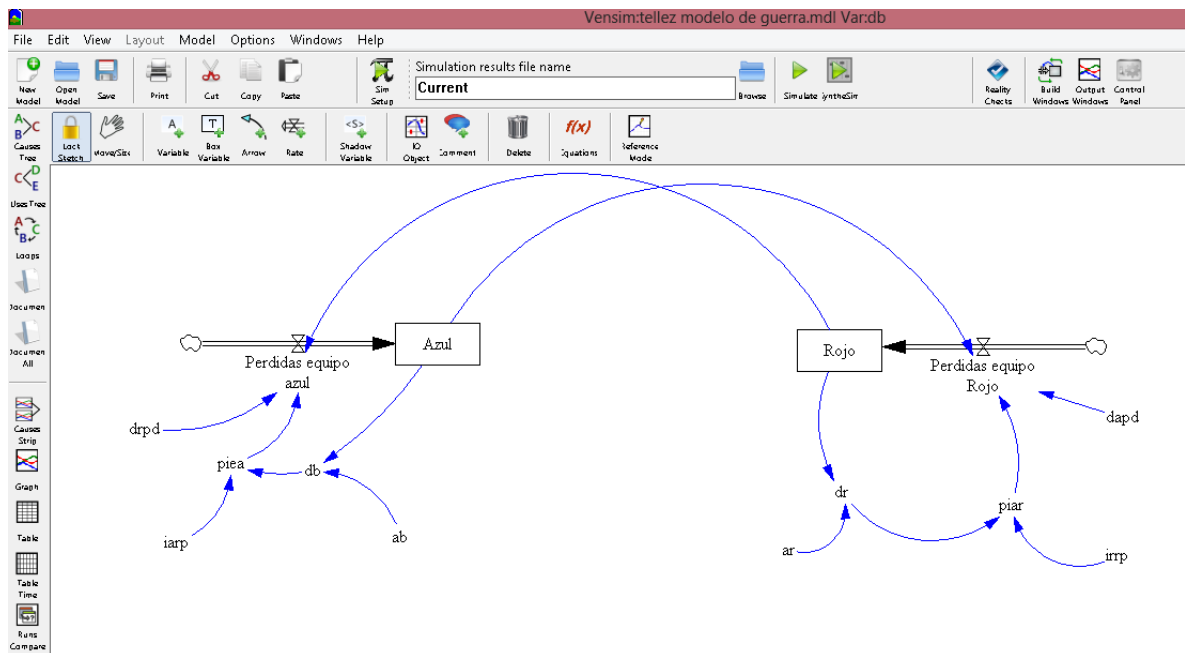 Vensim:tellez modelo de guerra.mdl Var:db
File Edit View Layout Model Options Windows Help
New Model
Open Model
Save
Print
Cut
Copy
Paste
Sim Setup
Simulation results file name
Current
Browse
Simulate
SyntheSim
Reality Checks
Build Windows
Output Windows
Control Panel
Causes Tree
Lock Sketch
Move/Size
Variable
Box Variable
Arrow
Rate
<S>
Shadow Variable
IO Object
Comment
Delete
f(x)
Equations
Reference Mode
Uses Tree
Loops
Documen
Documen All
Causes Strip
Graph
Table
Table Time
Runs Compare
Azul
Rojo
Perdidas equipo
azul
Perdidas equipo
Rojo
drpd
dapd
piea
db
dr
piar
iarp
ab
ar
irrp